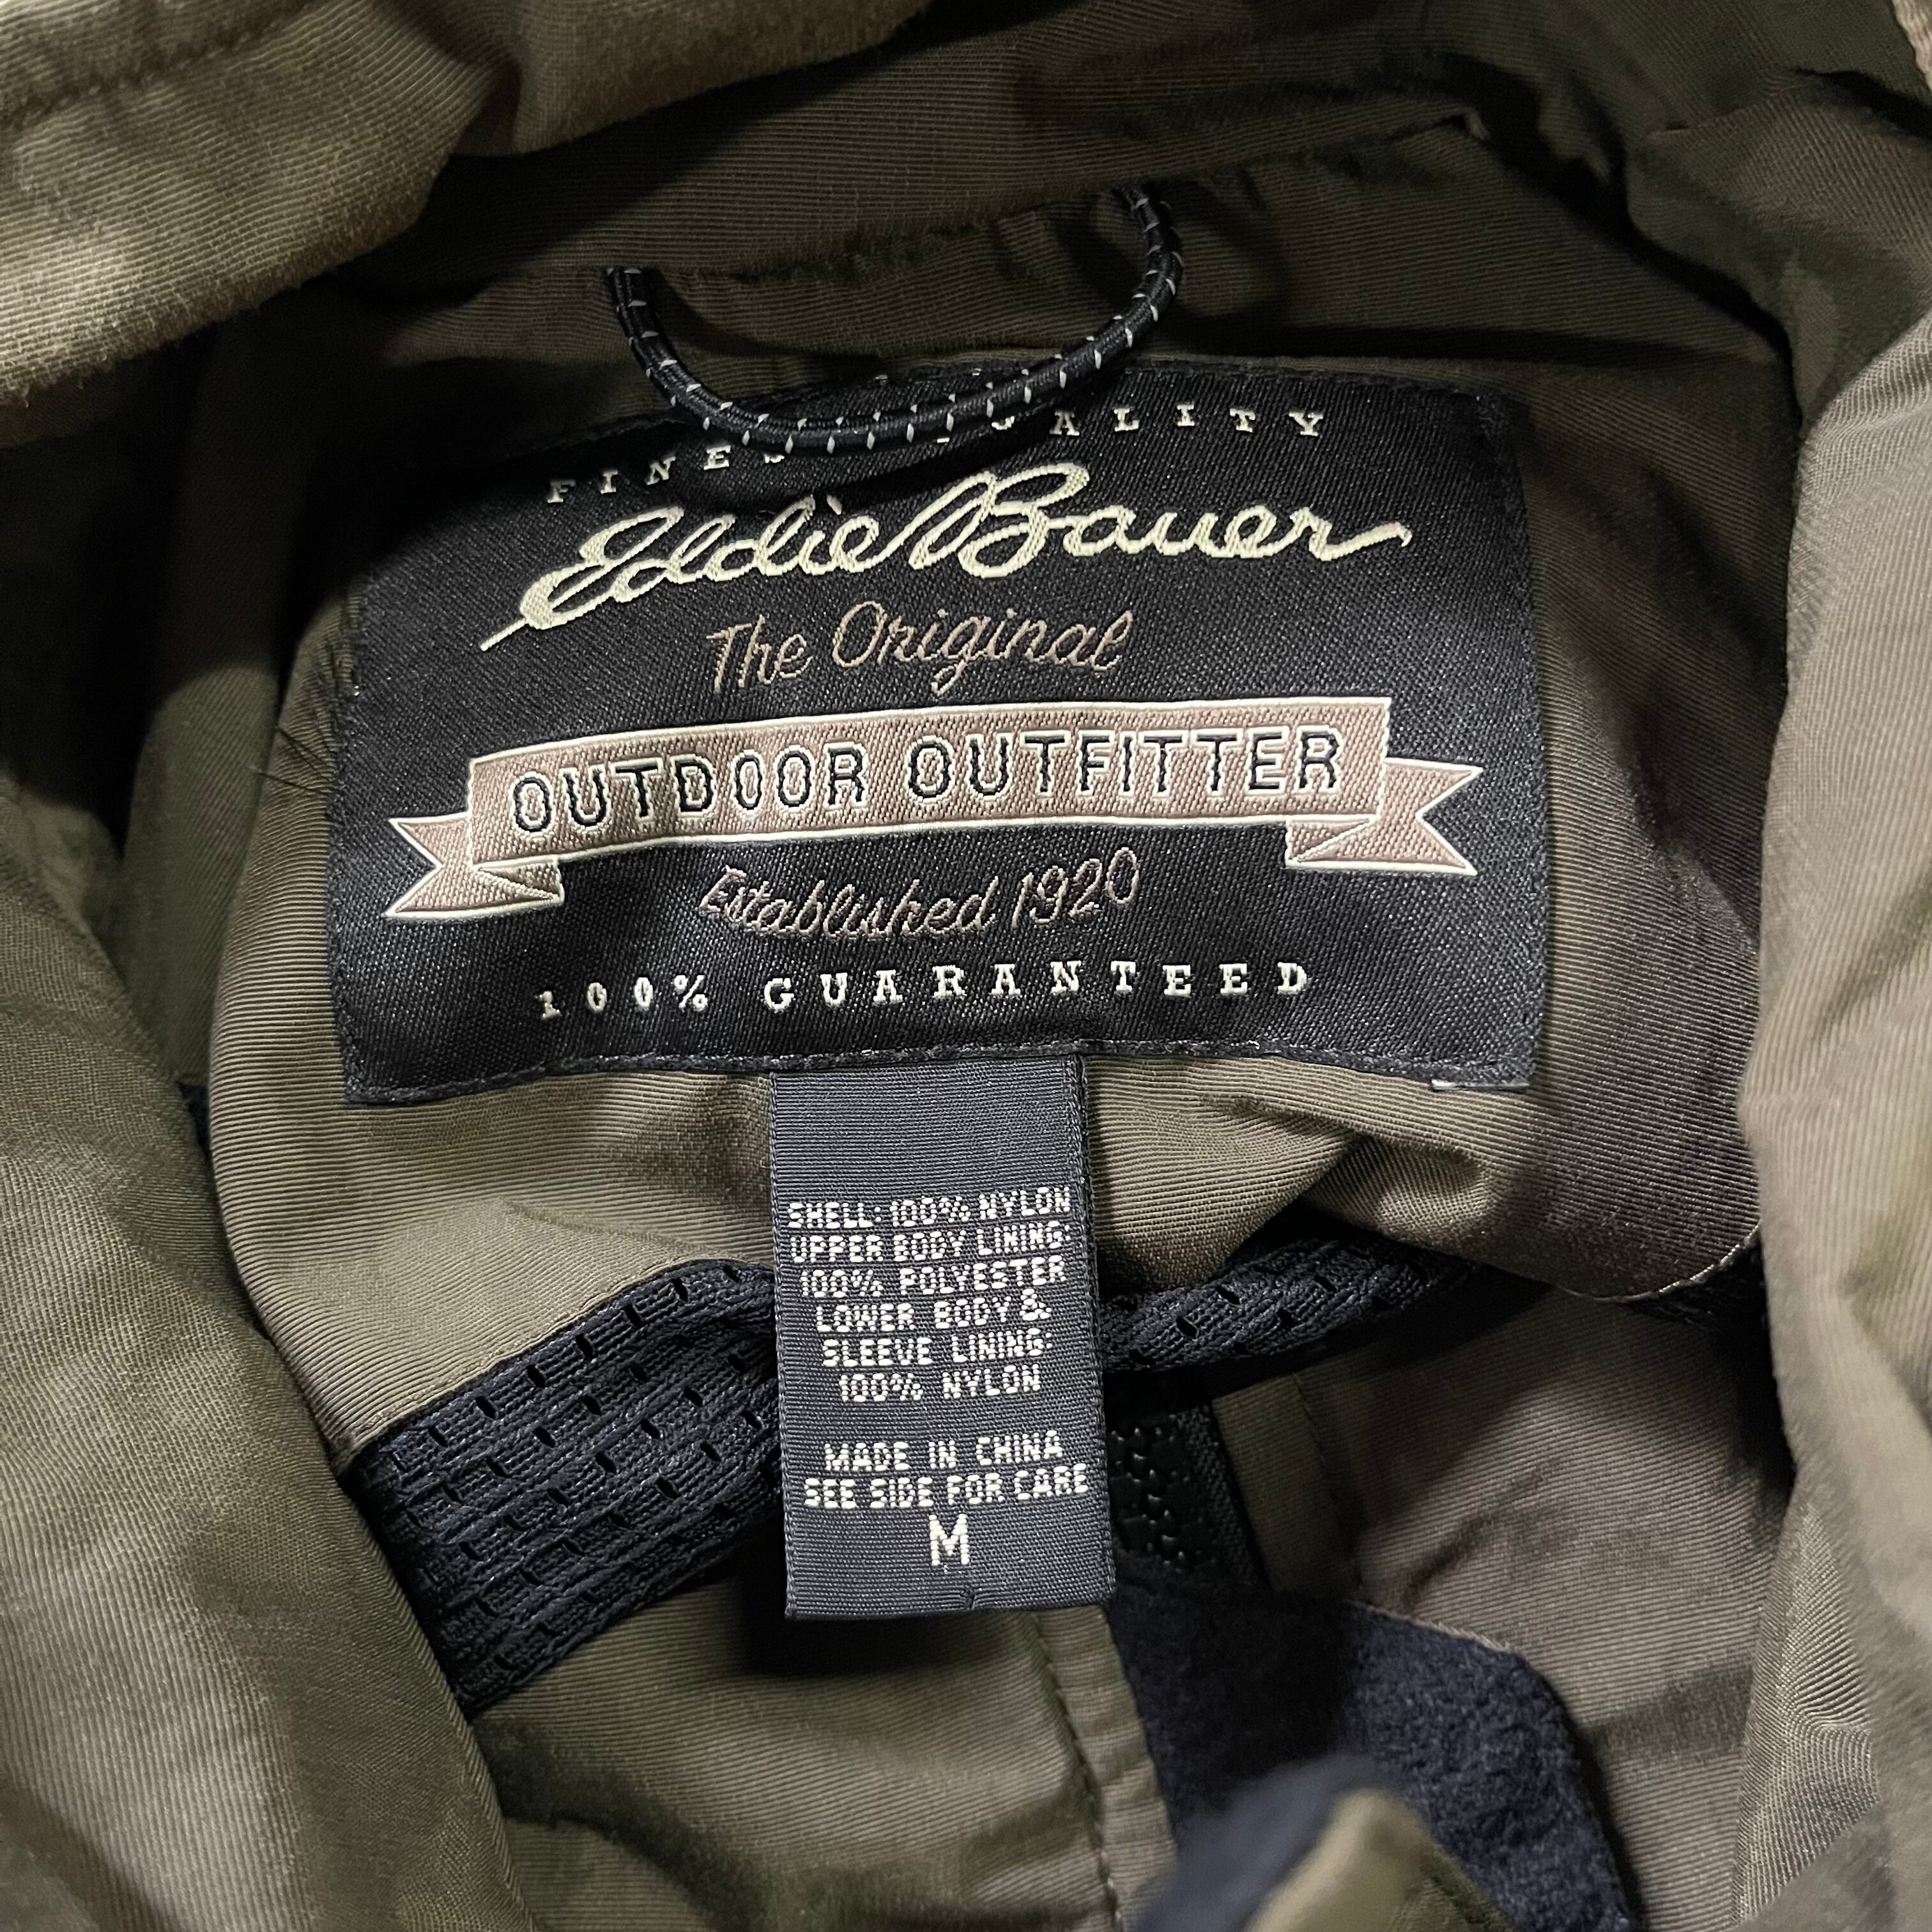 FINEST QUALITY
Eddie Bauer
The Original
OUTDOOR OUTFITTER
Established 1920
100% GUARANTEED
SHELL: 100% NYLON
UPPER BODY LINING:
100% POLYESTER
LOWER BODY &
SLEEVE LINING:
100% NYLON
MADE IN CHINA
SEE SIDE FOR CARE
M